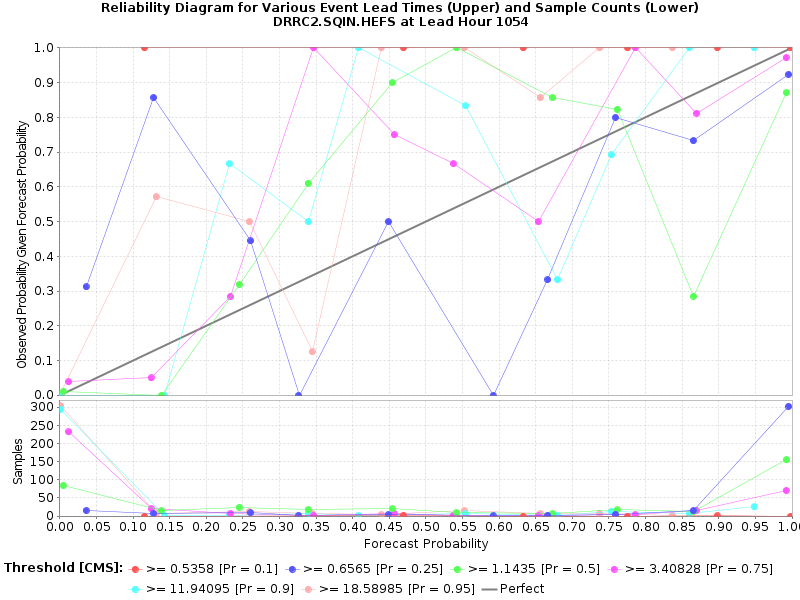 Reliability Diagram for Various Event Lead Times (Upper) and Sample Counts (Lower)
DRRC2.SQIN.HEFS at Lead Hour 1054
Observed Probability Given Forecast Probability
1.0
0.9
0.8
0.7
0.6
0.5
0.4
0.3
0.2
0.1
0.0
Samples
300
250
200
150
100
50
0
0.00 0.05 0.10 0.15 0.20 0.25 0.30 0.35 0.40 0.45 0.50 0.55 0.60 0.65 0.70 0.75 0.80 0.85 0.90 0.95 1.0
Forecast Probability
Threshold [CMS]: >= 0.5358 [Pr = 0.1] >= 0.6565 [Pr = 0.25] >= 1.1435 [Pr = 0.5] >= 3.40828 [Pr = 0.75]
>= 11.94095 [Pr = 0.9] >= 18.58985 [Pr = 0.95] Perfect